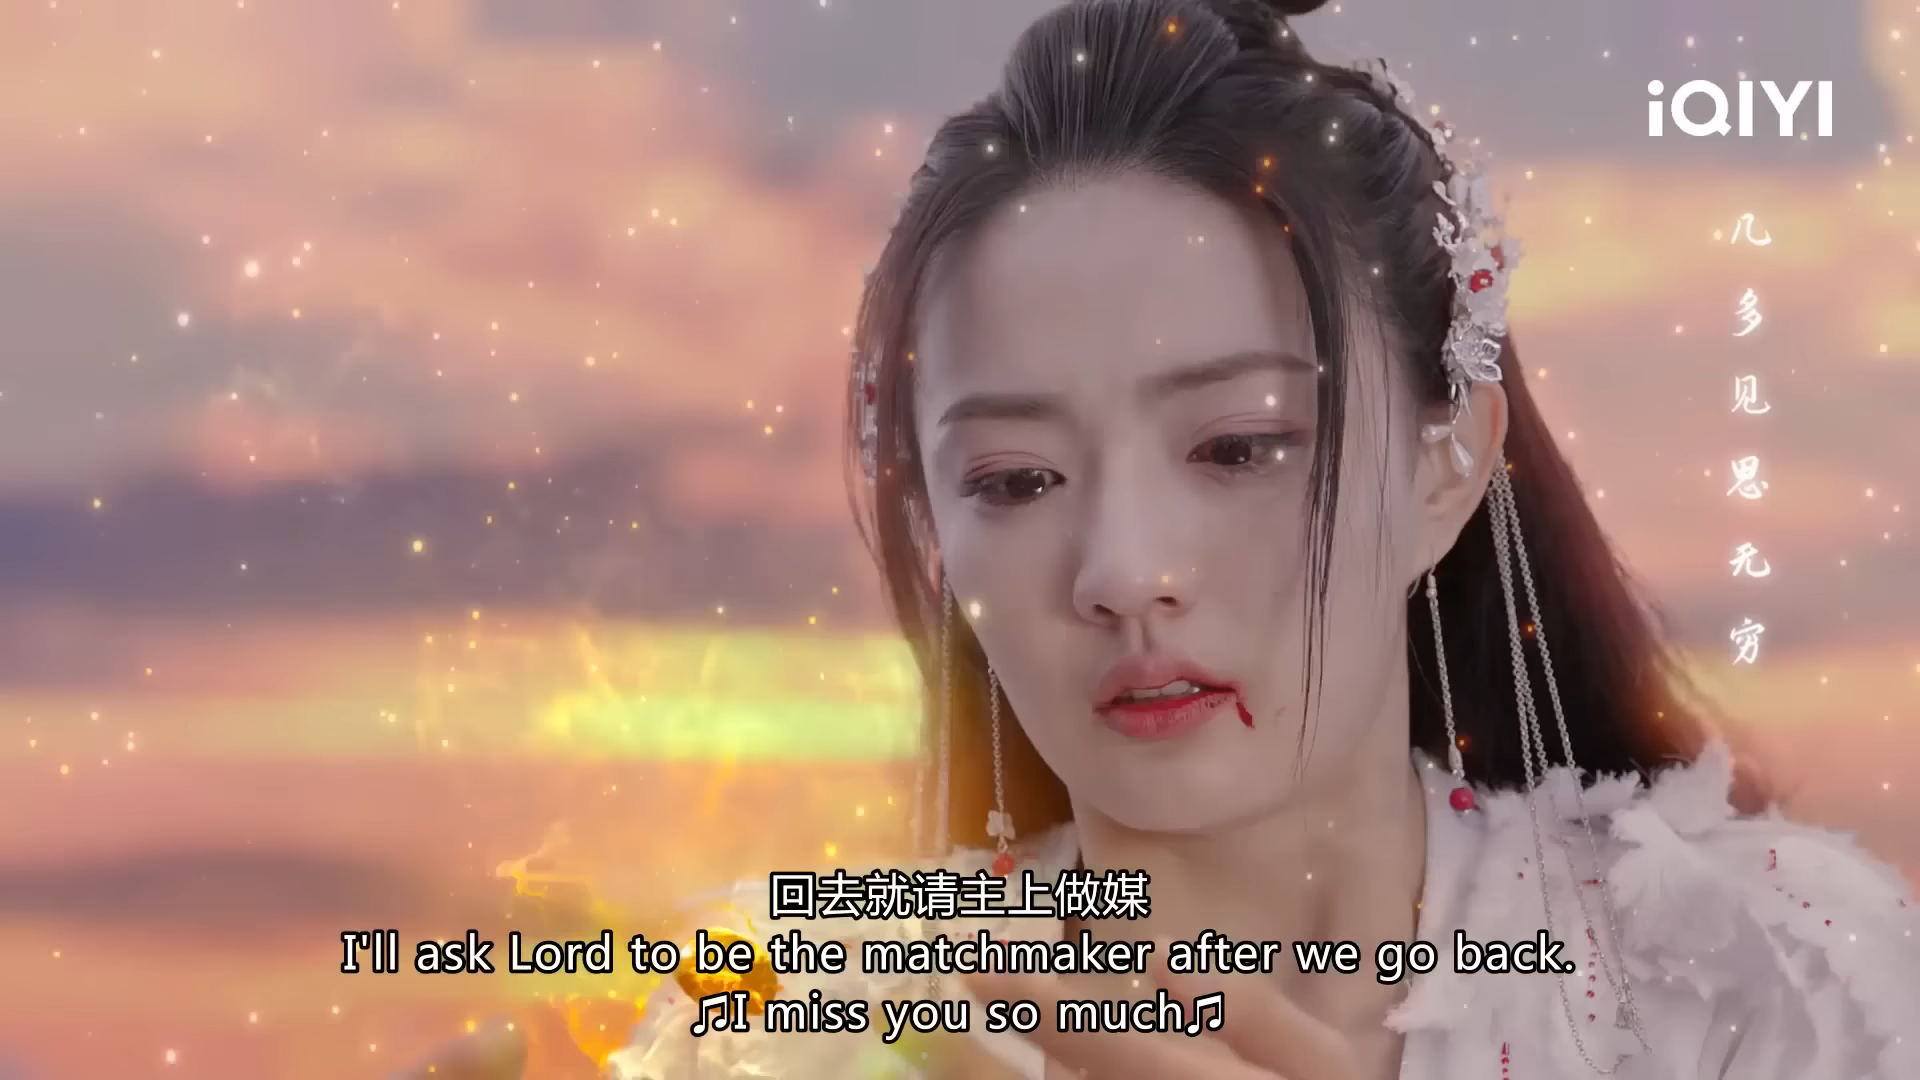 iQIYI
几多见思无穷
回去就请主上做媒
I'll ask Lord to be the matchmaker after we go back.
♫I miss you so much♫